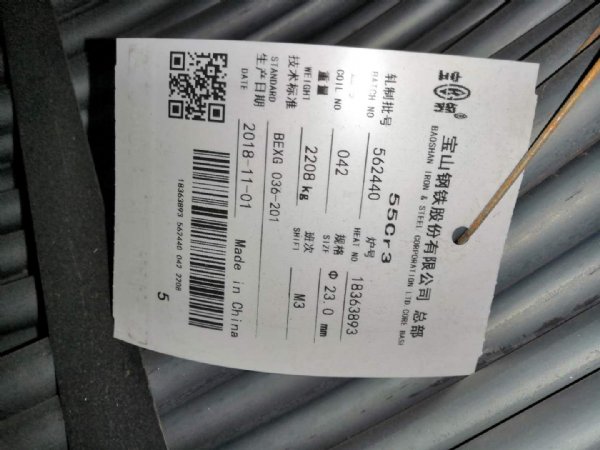 宝山钢铁股份有限公司 总部
BAOSHAN IRON & STEEL CORPORATION LTD CORE BASE
55Cr3
轧制批号 562440 炉号 18363893
BATCH NO HEAT NO
042 规格 Φ 23.0 mm
COIL NO SIZE
重量 2208 kg 班次 M3
WEIGHT SHIFT
技术标准 BEXG 036-201
STANDARD
生产日期 2018-11-01 Made in China
DATE
18363893 562440 042 2208
5